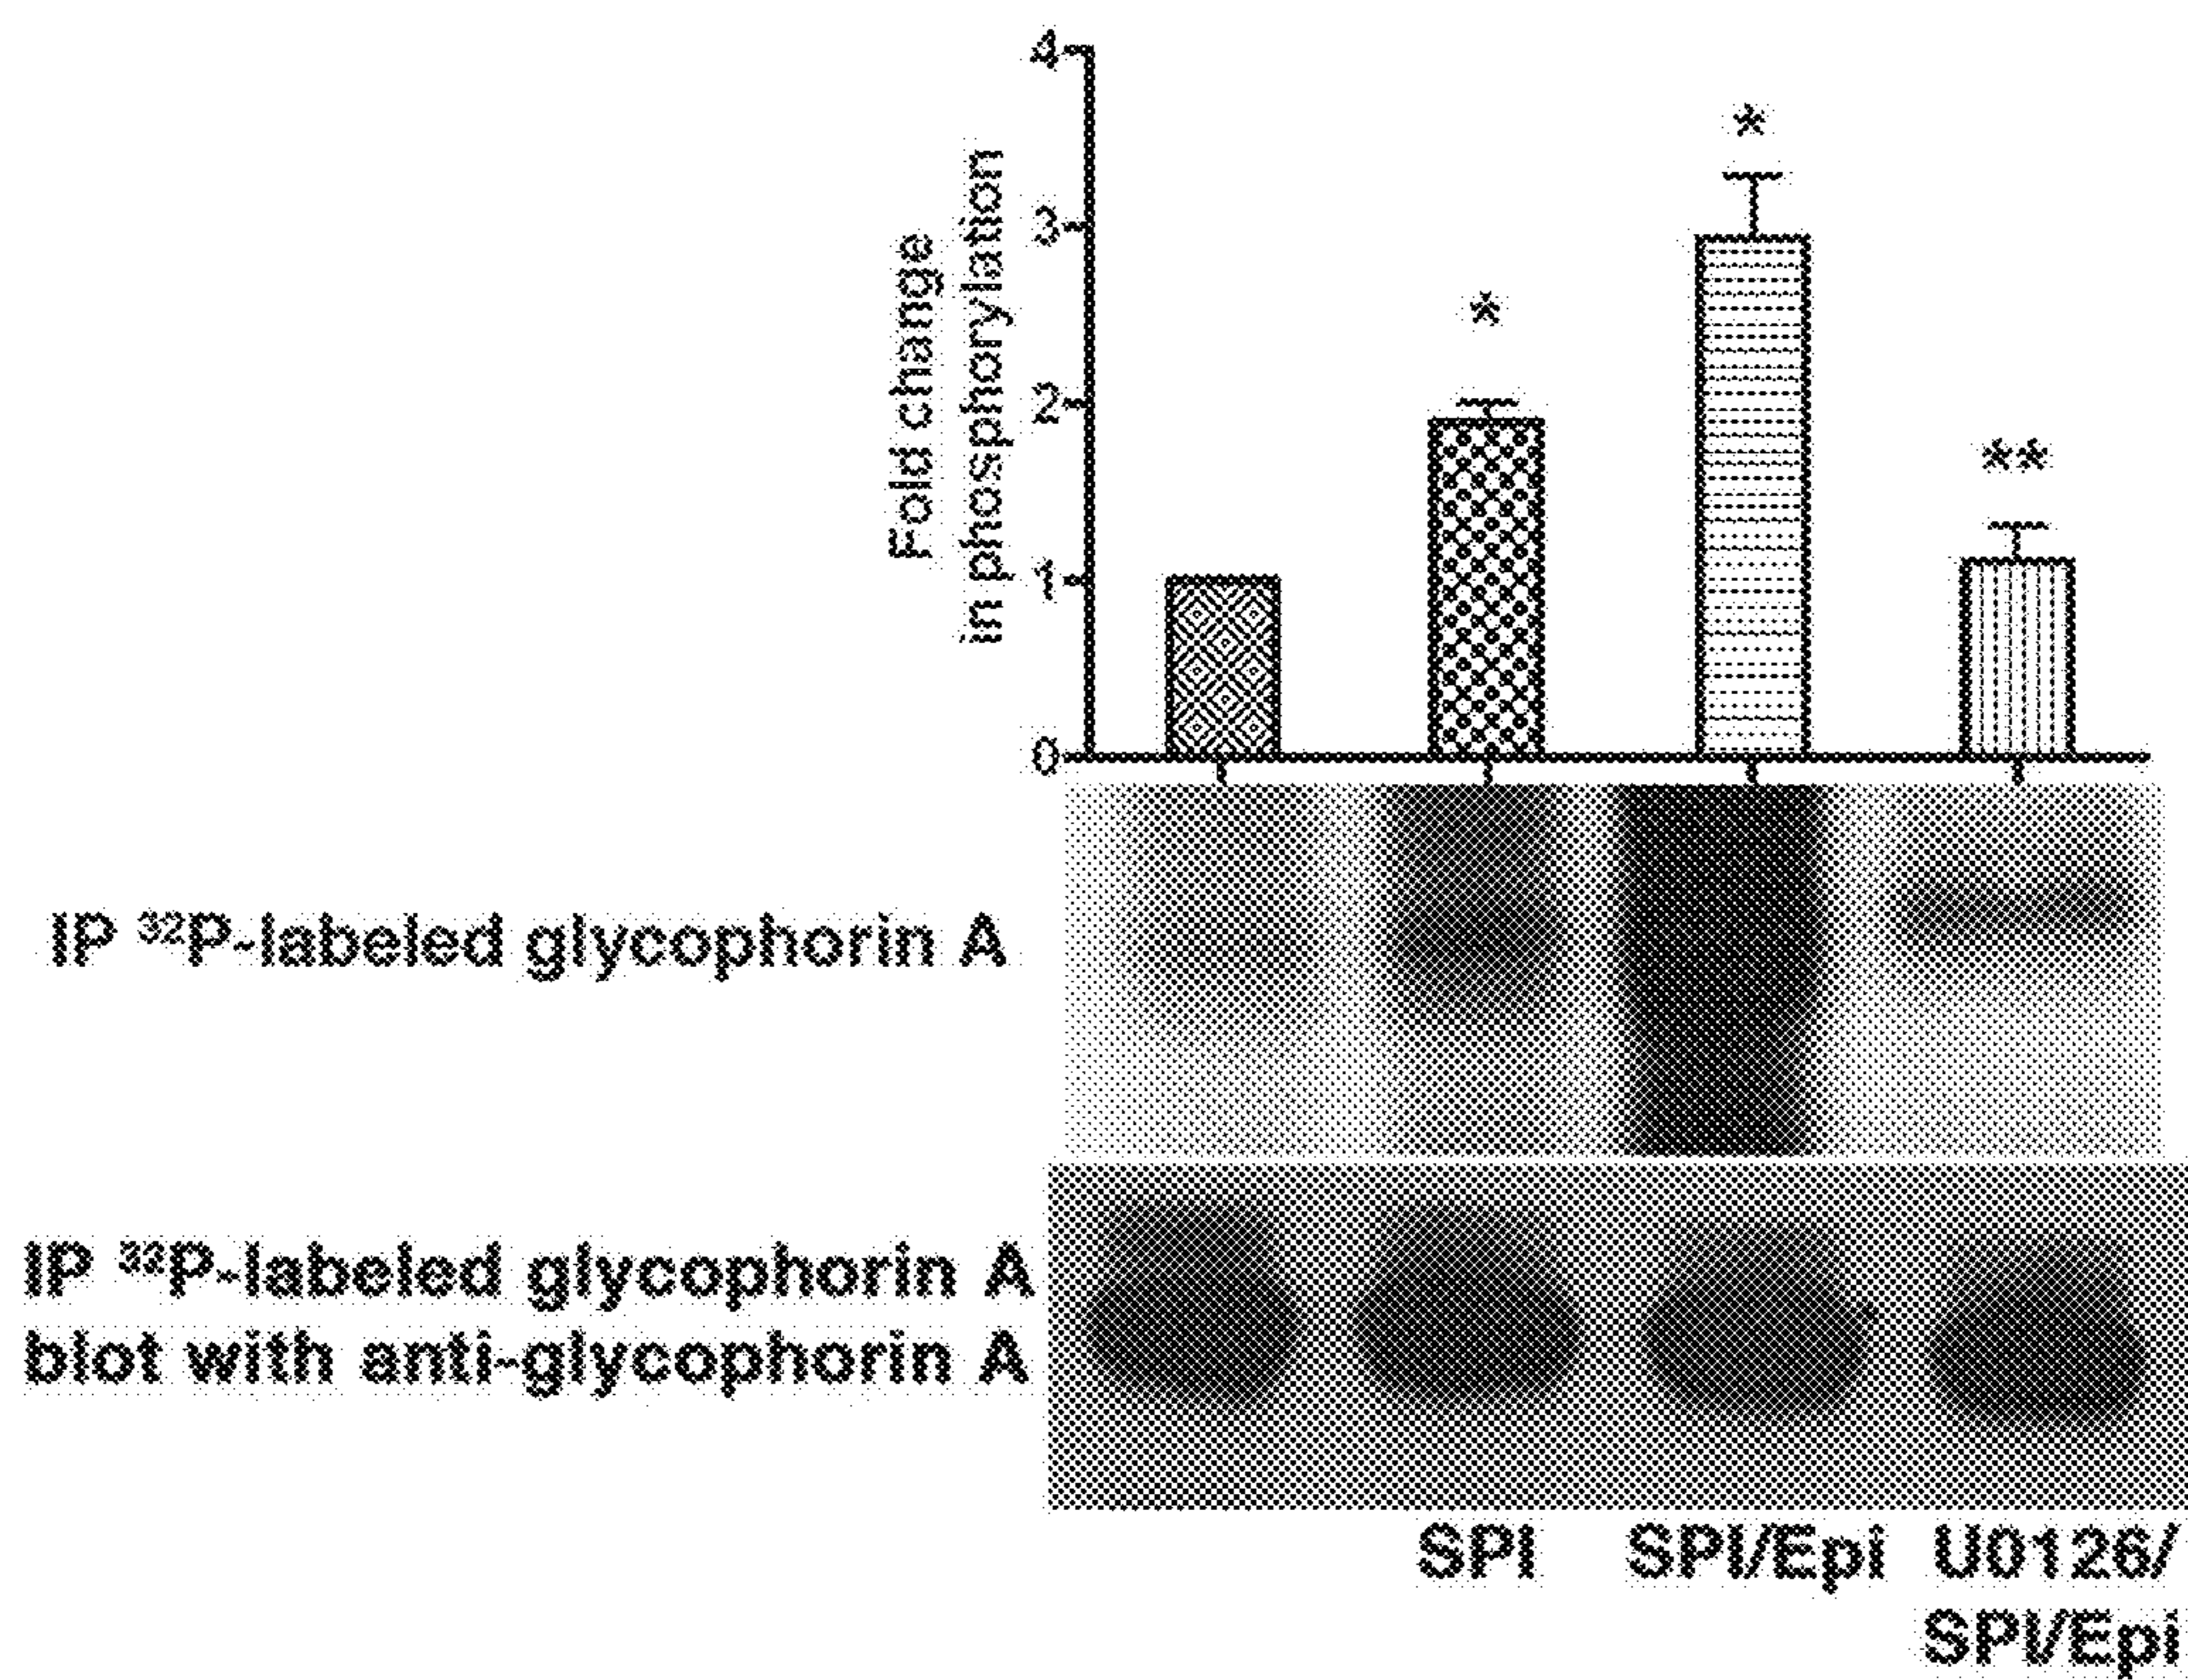 4
3
2
1
0
Fold change
in phosphorylation
*
*
**
IP ³²P-labeled glycophorin A
IP ³²P-labeled glycophorin A
blot with anti-glycophorin A
SPI SPI/Epi U0126/
SPI/Epi